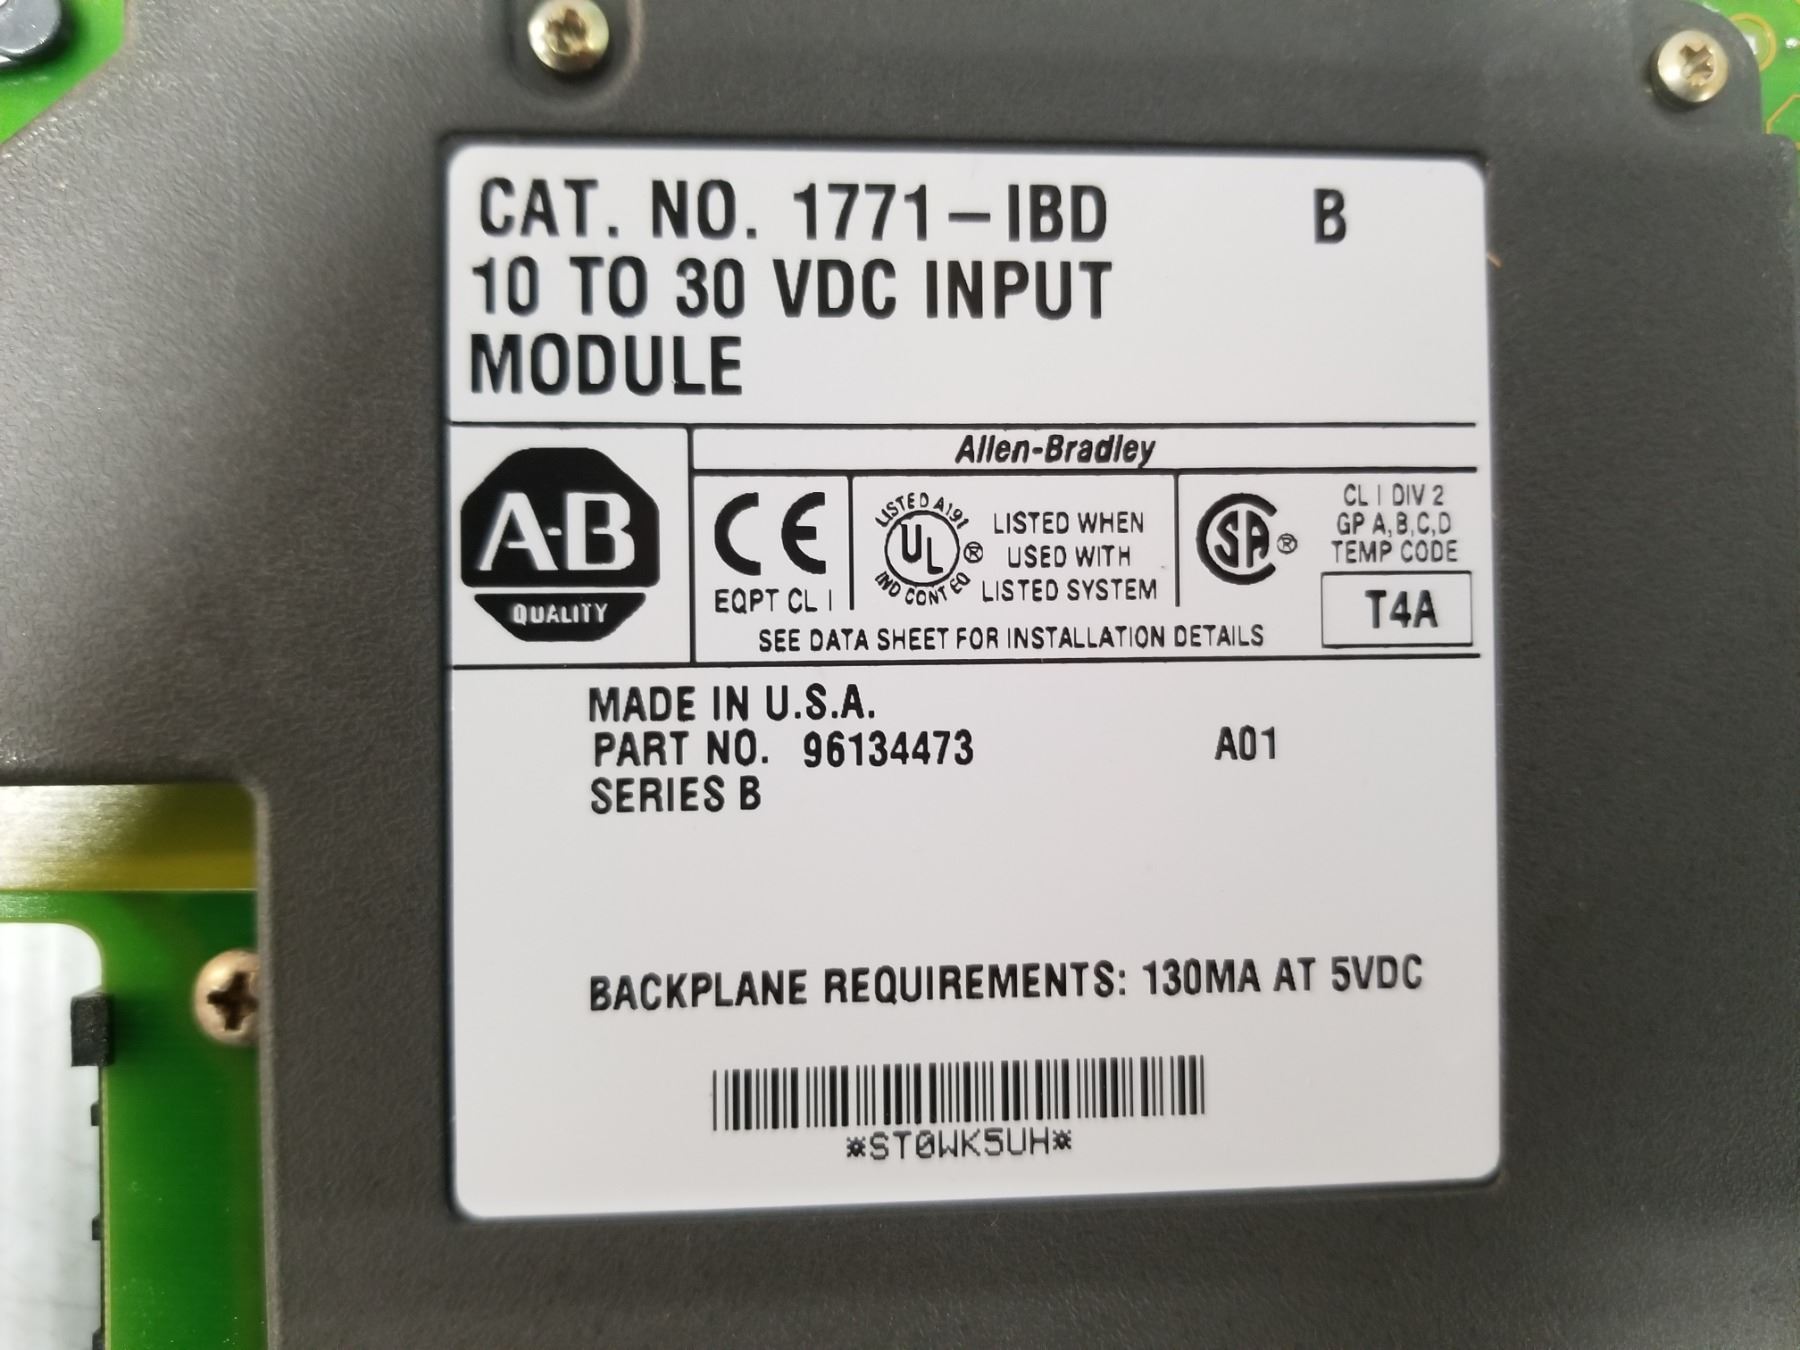 CAT. NO. 1771-IBD B
10 TO 30 VDC INPUT
MODULE
Allen-Bradley
A-B
QUALITY
CE
EQPT CL I
LISTED A191
UL ®
IND CONT EQ
LISTED WHEN
USED WITH
LISTED SYSTEM
SA ®
CL I DIV 2
GP A,B,C,D
TEMP CODE
T4A
SEE DATA SHEET FOR INSTALLATION DETAILS
MADE IN U.S.A.
PART NO. 96134473 A01
SERIES B
BACKPLANE REQUIREMENTS: 130MA AT 5VDC
*ST0WK5UH*